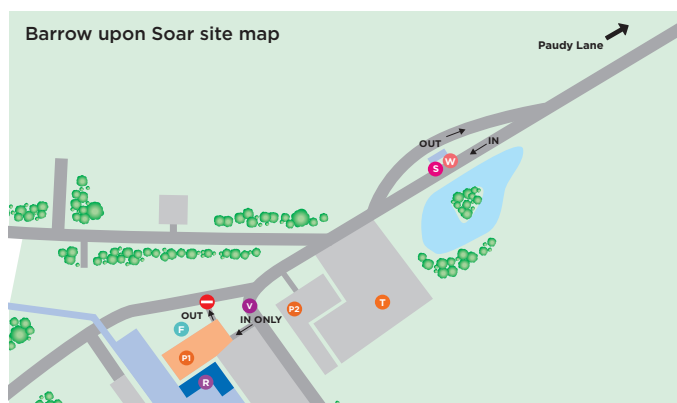 Barrow upon Soar site map
Paudy Lane
OUT
IN
W
S
T
V
P2
OUT
IN ONLY
F
P1
R